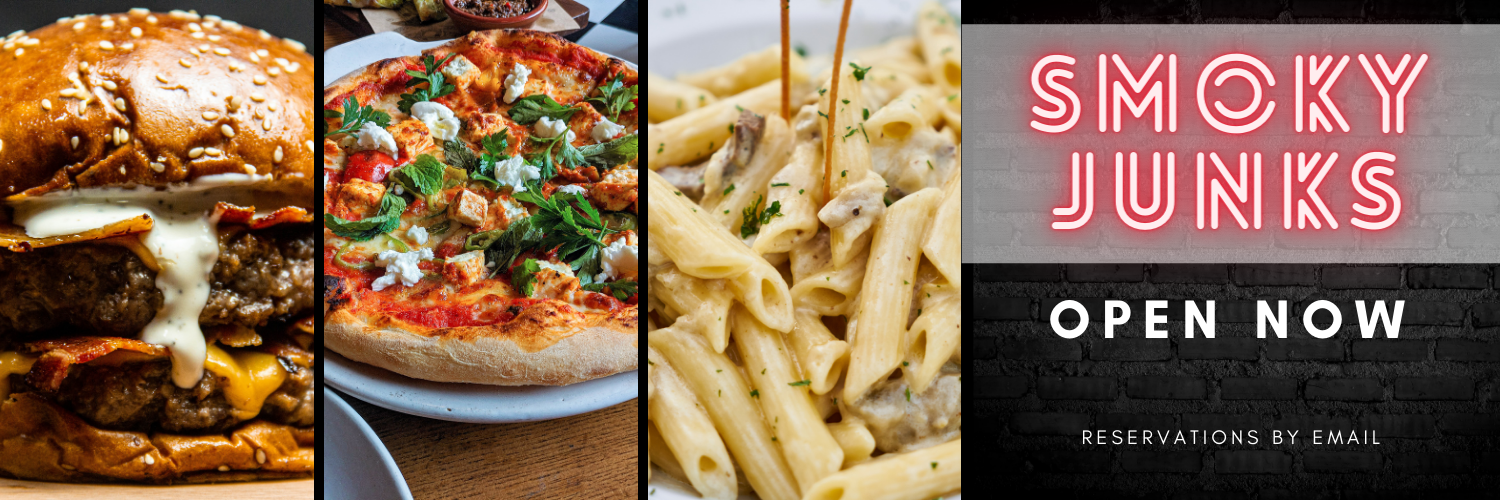 SMOKY
JUNKS
OPEN NOW
RESERVATIONS BY EMAIL